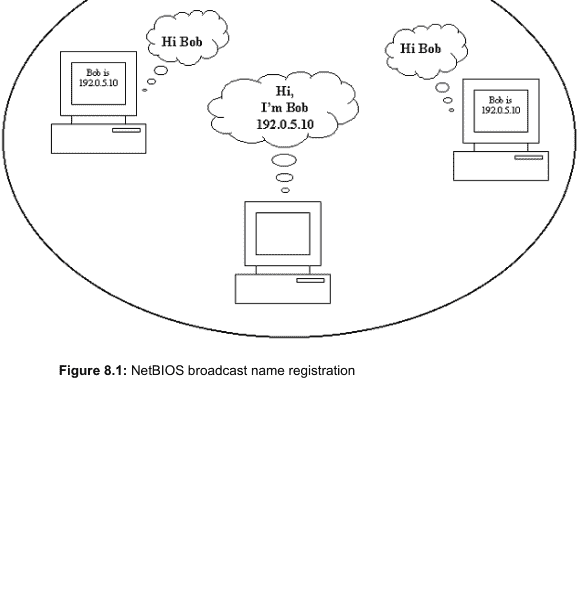 Hi Bob
Bob is
192.0.5.10
Hi,
I'm Bob
192.0.5.10
Hi Bob
Bob is
192.0.5.10
Figure 8.1: NetBIOS broadcast name registration